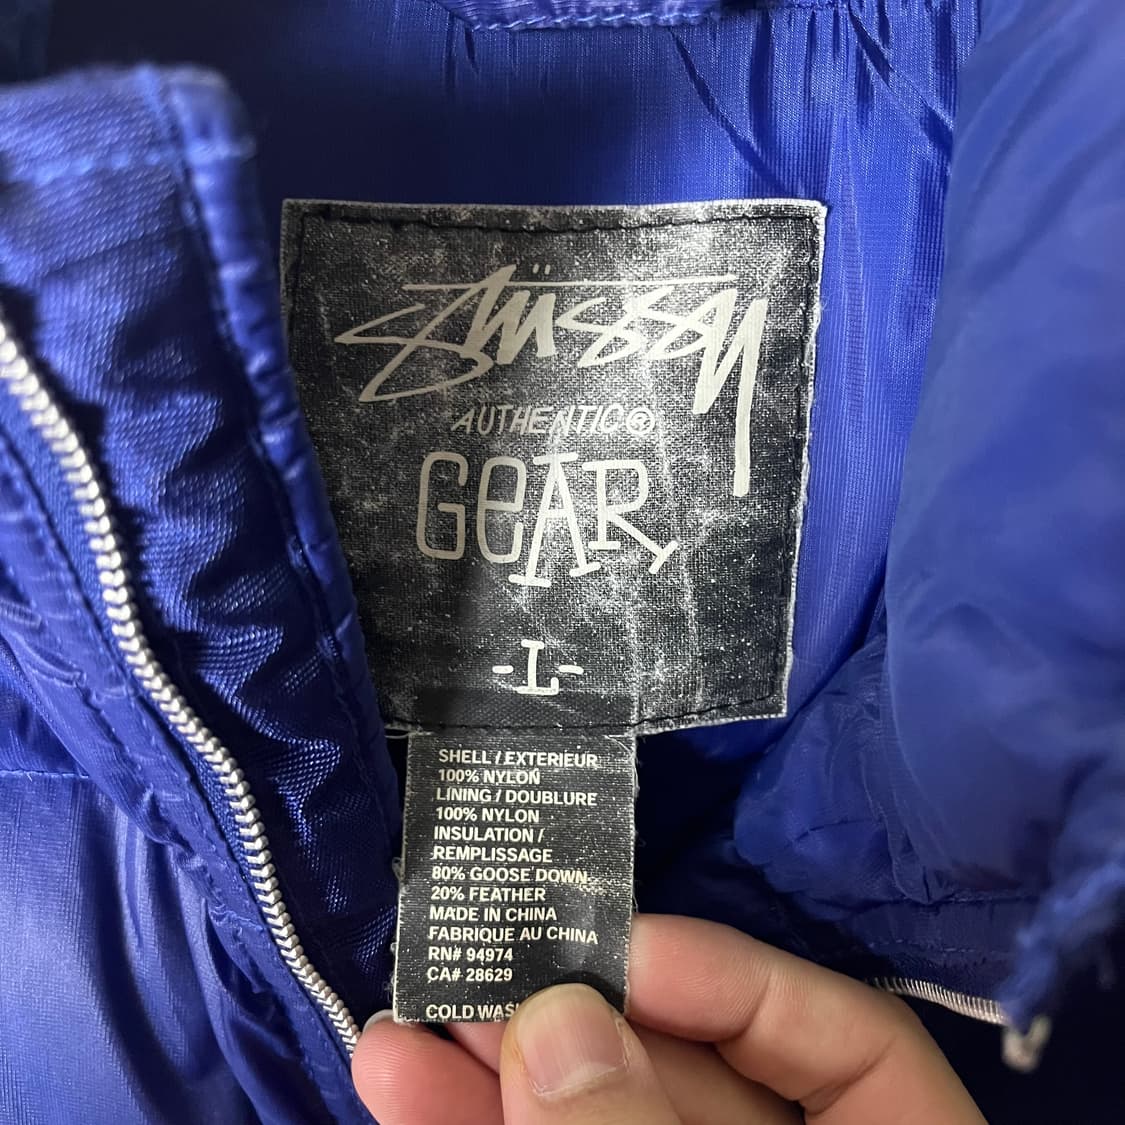 Stüssy
AUTHENTIC®
GEAR
-L-
SHELL / EXTERIEUR
100% NYLON
LINING / DOUBLURE
100% NYLON
INSULATION /
REMPLISSAGE
80% GOOSE DOWN
20% FEATHER
MADE IN CHINA
FABRIQUE AU CHINA
RN# 94974
CA# 28629
COLD